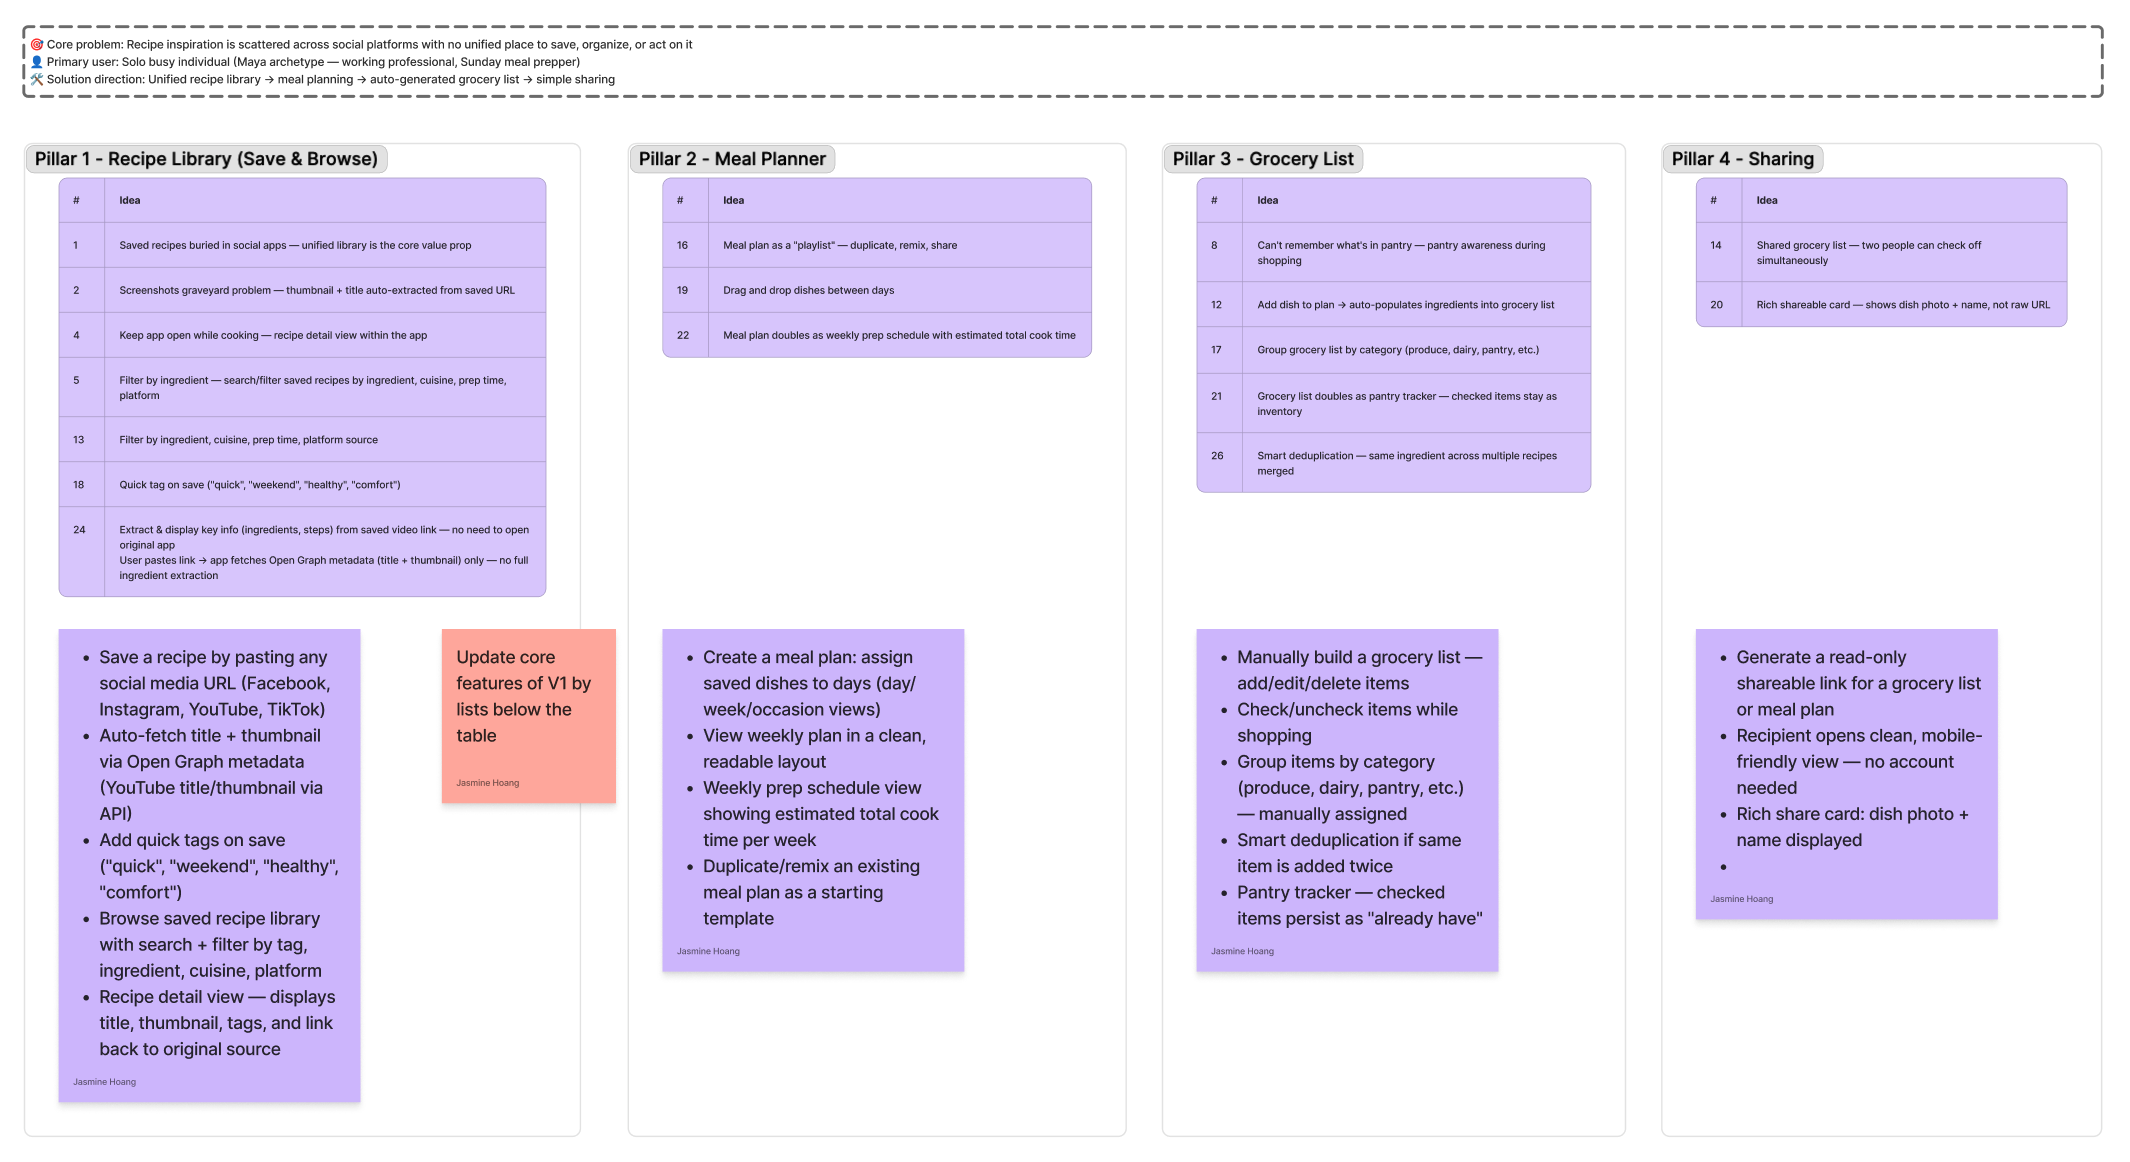 🎯 Core problem: Recipe inspiration is scattered across social platforms with no unified place to save, organize, or act on it
👤 Primary user: Solo busy individual (Maya archetype — working professional, Sunday meal prepper)
🛠️ Solution direction: Unified recipe library → meal planning → auto-generated grocery list → simple sharing
Pillar 1 - Recipe Library (Save & Browse)
# Idea
1 Saved recipes buried in social apps — unified library is the core value prop
2 Screenshots graveyard problem — thumbnail + title auto-extracted from saved URL
4 Keep app open while cooking — recipe detail view within the app
5 Filter by ingredient — search/filter saved recipes by ingredient, cuisine, prep time,
platform
13 Filter by ingredient, cuisine, prep time, platform source
18 Quick tag on save ("quick", "weekend", "healthy", "comfort")
24 Extract & display key info (ingredients, steps) from saved video link — no need to open
original app
User pastes link → app fetches Open Graph metadata (title + thumbnail) only — no full
ingredient extraction
• Save a recipe by pasting any
social media URL (Facebook,
Instagram, YouTube, TikTok)
• Auto-fetch title + thumbnail
via Open Graph metadata
(YouTube title/thumbnail via
API)
• Add quick tags on save
("quick", "weekend", "healthy",
"comfort")
• Browse saved recipe library
with search + filter by tag,
ingredient, cuisine, platform
• Recipe detail view — displays
title, thumbnail, tags, and link
back to original source
Jasmine Hoang
Update core
features of V1 by
lists below the
table
Jasmine Hoang
Pillar 2 - Meal Planner
# Idea
16 Meal plan as a "playlist" — duplicate, remix, share
19 Drag and drop dishes between days
22 Meal plan doubles as weekly prep schedule with estimated total cook time
• Create a meal plan: assign
saved dishes to days (day/
week/occasion views)
• View weekly plan in a clean,
readable layout
• Weekly prep schedule view
showing estimated total cook
time per week
• Duplicate/remix an existing
meal plan as a starting
template
Jasmine Hoang
Pillar 3 - Grocery List
# Idea
8 Can't remember what's in pantry — pantry awareness during
shopping
12 Add dish to plan → auto-populates ingredients into grocery list
17 Group grocery list by category (produce, dairy, pantry, etc.)
21 Grocery list doubles as pantry tracker — checked items stay as
inventory
26 Smart deduplication — same ingredient across multiple recipes
merged
• Manually build a grocery list —
add/edit/delete items
• Check/uncheck items while
shopping
• Group items by category
(produce, dairy, pantry, etc.)
— manually assigned
• Smart deduplication if same
item is added twice
• Pantry tracker — checked
items persist as "already have"
Jasmine Hoang
Pillar 4 - Sharing
# Idea
14 Shared grocery list — two people can check off
simultaneously
20 Rich shareable card — shows dish photo + name, not raw URL
• Generate a read-only
shareable link for a grocery list
or meal plan
• Recipient opens clean, mobile-
friendly view — no account
needed
• Rich share card: dish photo +
name displayed
•
Jasmine Hoang